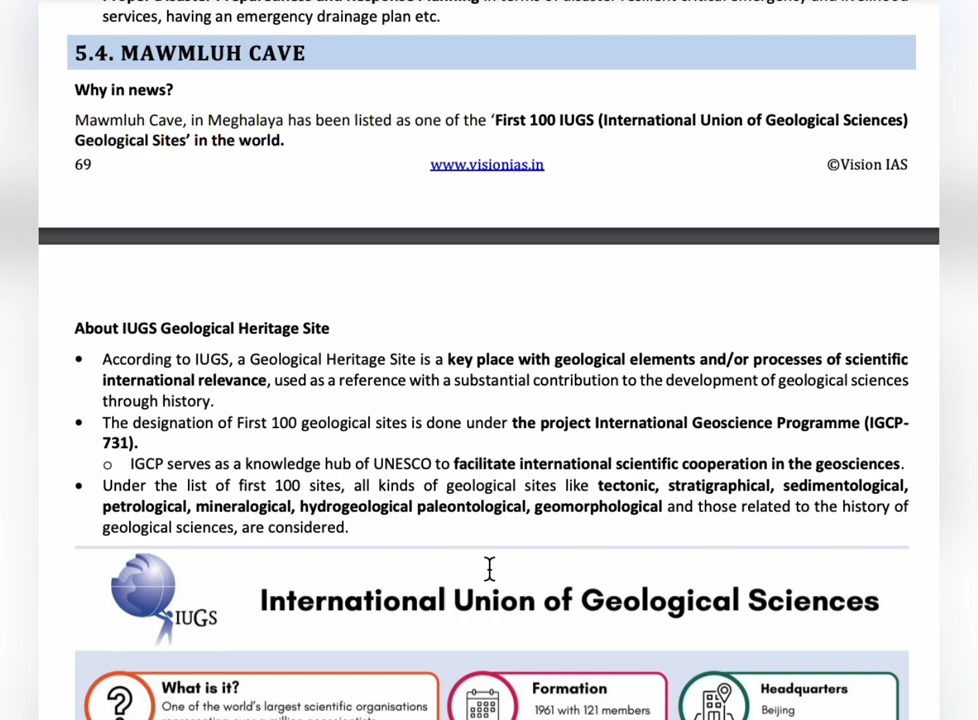 services, having an emergency drainage plan etc.
5.4. MAWMLUH CAVE
Why in news?
Mawmluh Cave, in Meghalaya has been listed as one of the ‘First 100 IUGS (International Union of Geological Sciences)
Geological Sites’ in the world.
69 www.visionias.in ©Vision IAS
About IUGS Geological Heritage Site
• According to IUGS, a Geological Heritage Site is a key place with geological elements and/or processes of scientific
international relevance, used as a reference with a substantial contribution to the development of geological sciences
through history.
• The designation of First 100 geological sites is done under the project International Geoscience Programme (IGCP-
731).
o IGCP serves as a knowledge hub of UNESCO to facilitate international scientific cooperation in the geosciences.
• Under the list of first 100 sites, all kinds of geological sites like tectonic, stratigraphical, sedimentological,
petrological, mineralogical, hydrogeological paleontological, geomorphological and those related to the history of
geological sciences, are considered.
IUGS
International Union of Geological Sciences
What is it?
One of the world's largest scientific organisations
Formation
1961 with 121 members
Headquarters
Beijing